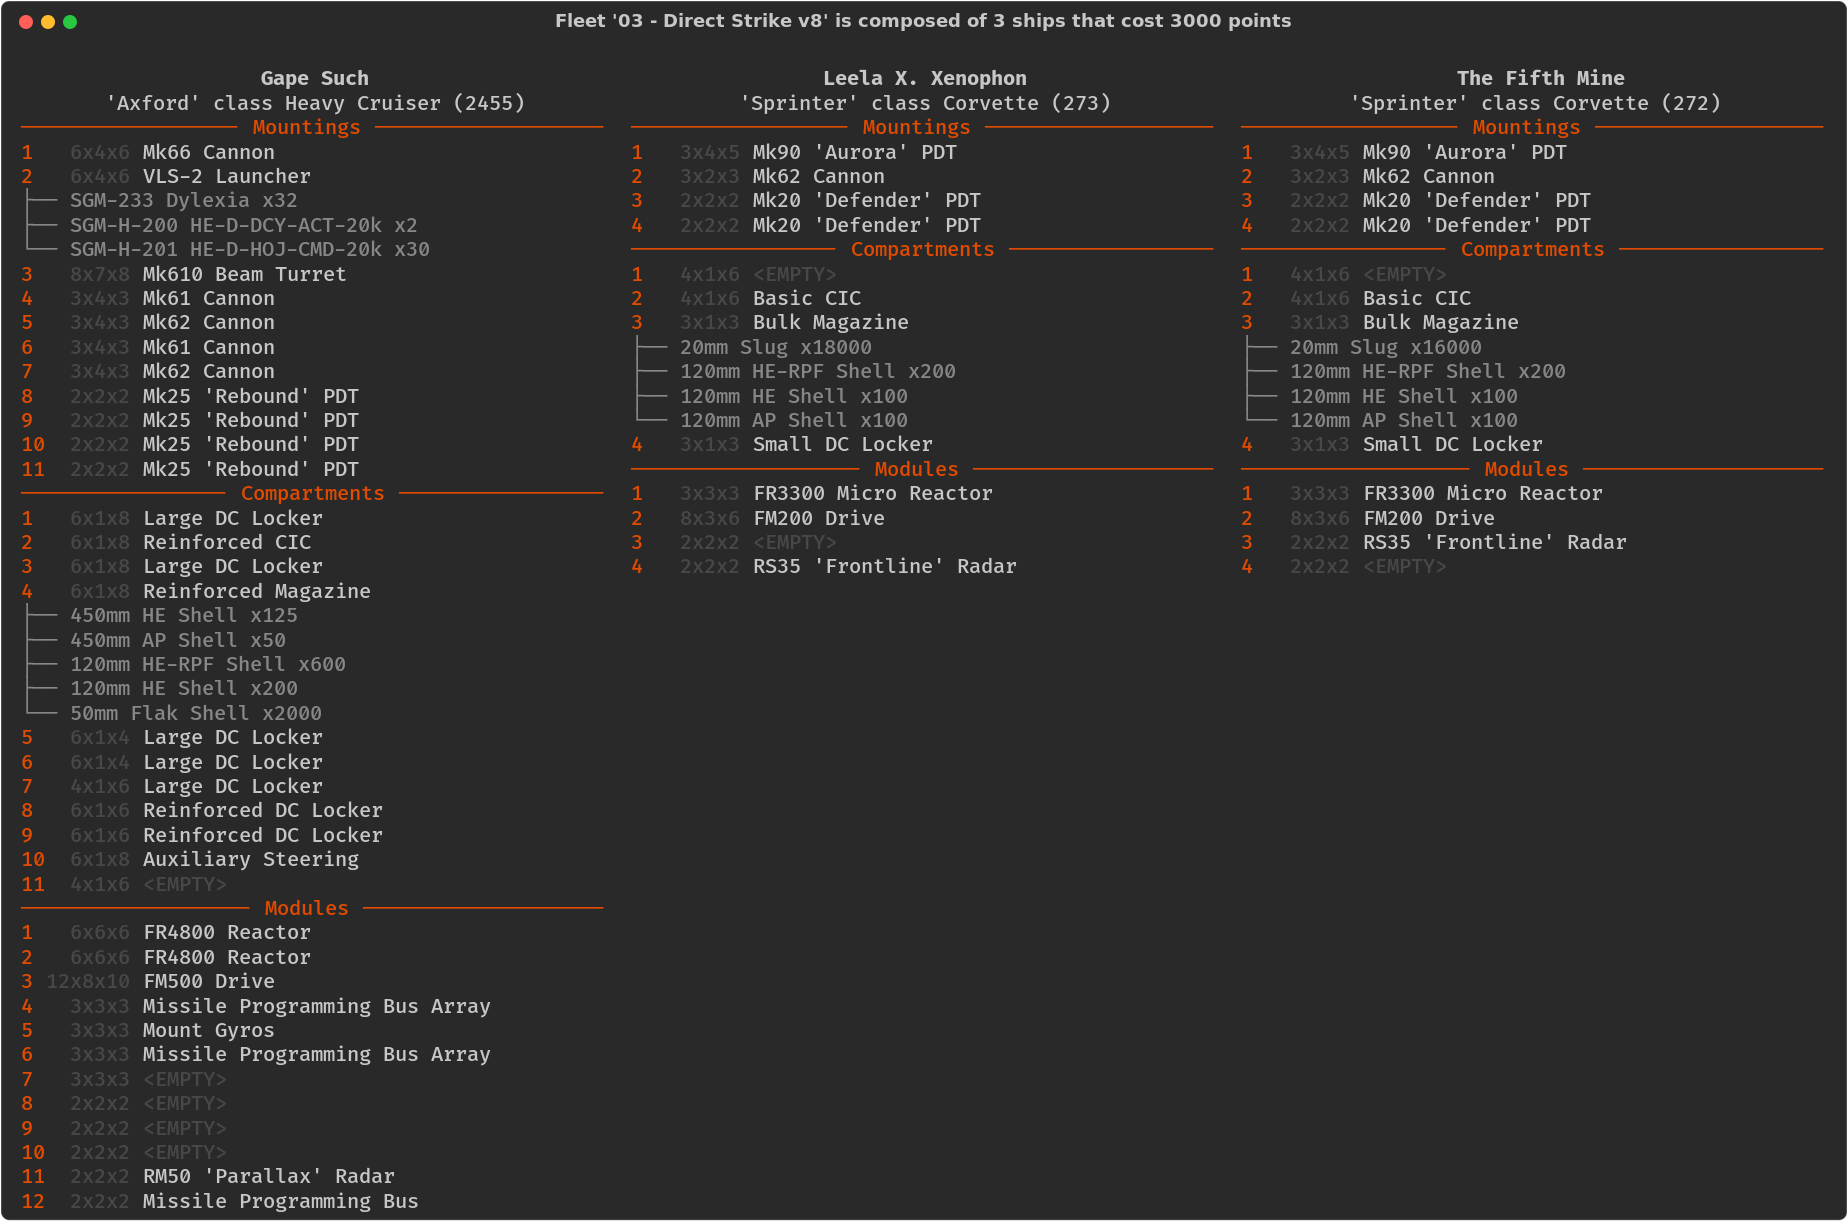 Fleet '03 - Direct Strike v8' is composed of 3 ships that cost 3000 points
Gape Such
'Axford' class Heavy Cruiser (2455)
Mountings
1 6x4x6 Mk66 Cannon
2 6x4x6 VLS-2 Launcher
SGM-233 Dylexia x32
SGM-H-200 HE-D-DCY-ACT-20k x2
SGM-H-201 HE-D-HOJ-CMD-20k x30
3 8x7x8 Mk610 Beam Turret
4 3x4x3 Mk61 Cannon
5 3x4x3 Mk62 Cannon
6 3x4x3 Mk61 Cannon
7 3x4x3 Mk62 Cannon
8 2x2x2 Mk25 'Rebound' PDT
9 2x2x2 Mk25 'Rebound' PDT
10 2x2x2 Mk25 'Rebound' PDT
11 2x2x2 Mk25 'Rebound' PDT
Compartments
1 6x1x8 Large DC Locker
2 6x1x8 Reinforced CIC
3 6x1x8 Large DC Locker
4 6x1x8 Reinforced Magazine
450mm HE Shell x125
450mm AP Shell x50
120mm HE-RPF Shell x600
120mm HE Shell x200
50mm Flak Shell x2000
5 6x1x4 Large DC Locker
6 6x1x4 Large DC Locker
7 4x1x6 Large DC Locker
8 6x1x6 Reinforced DC Locker
9 6x1x6 Reinforced DC Locker
10 6x1x8 Auxiliary Steering
11 4x1x6 <EMPTY>
Modules
1 6x6x6 FR4800 Reactor
2 6x6x6 FR4800 Reactor
3 12x8x10 FM500 Drive
4 3x3x3 Missile Programming Bus Array
5 3x3x3 Mount Gyros
6 3x3x3 Missile Programming Bus Array
7 3x3x3 <EMPTY>
8 2x2x2 <EMPTY>
9 2x2x2 <EMPTY>
10 2x2x2 <EMPTY>
11 2x2x2 RM50 'Parallax' Radar
12 2x2x2 Missile Programming Bus
Leela X. Xenophon
'Sprinter' class Corvette (273)
Mountings
1 3x4x5 Mk90 'Aurora' PDT
2 3x2x3 Mk62 Cannon
3 2x2x2 Mk20 'Defender' PDT
4 2x2x2 Mk20 'Defender' PDT
Compartments
1 4x1x6 <EMPTY>
2 4x1x6 Basic CIC
3 3x1x3 Bulk Magazine
20mm Slug x18000
120mm HE-RPF Shell x200
120mm HE Shell x100
120mm AP Shell x100
4 3x1x3 Small DC Locker
Modules
1 3x3x3 FR3300 Micro Reactor
2 8x3x6 FM200 Drive
3 2x2x2 <EMPTY>
4 2x2x2 RS35 'Frontline' Radar
The Fifth Mine
'Sprinter' class Corvette (272)
Mountings
1 3x4x5 Mk90 'Aurora' PDT
2 3x2x3 Mk62 Cannon
3 2x2x2 Mk20 'Defender' PDT
4 2x2x2 Mk20 'Defender' PDT
Compartments
1 4x1x6 <EMPTY>
2 4x1x6 Basic CIC
3 3x1x3 Bulk Magazine
20mm Slug x16000
120mm HE-RPF Shell x200
120mm HE Shell x100
120mm AP Shell x100
4 3x1x3 Small DC Locker
Modules
1 3x3x3 FR3300 Micro Reactor
2 8x3x6 FM200 Drive
3 2x2x2 RS35 'Frontline' Radar
4 2x2x2 <EMPTY>